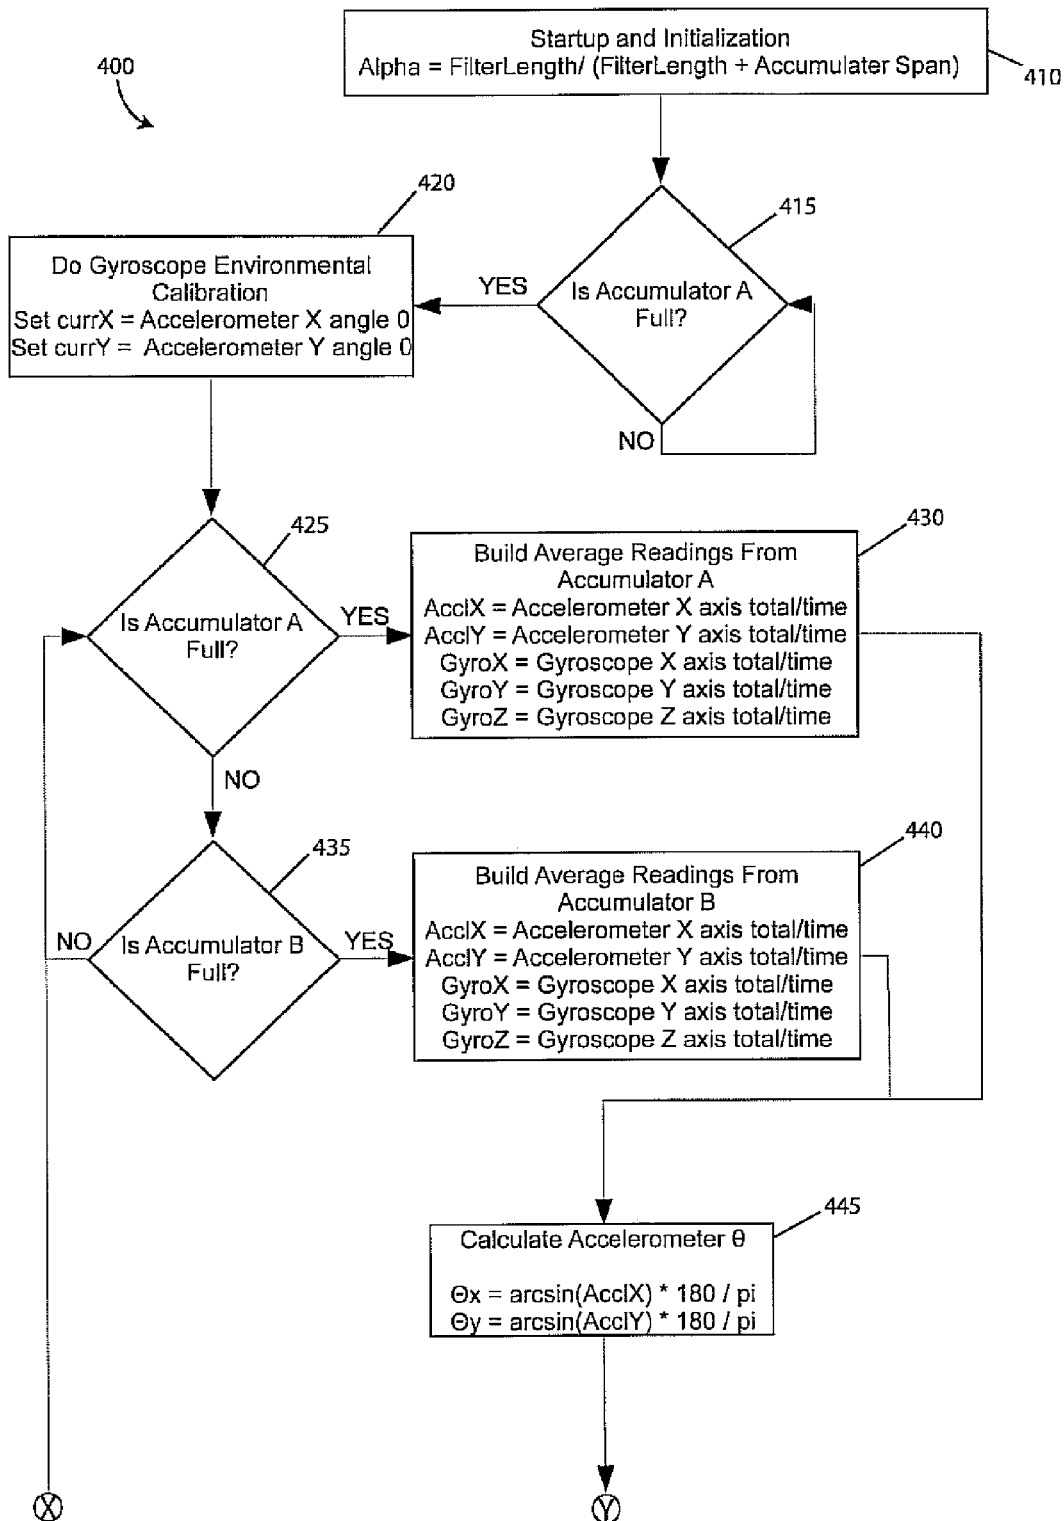 Startup and Initialization
Alpha = FilterLength/ (FilterLength + Accumulater Span)
410
400
420
415
Do Gyroscope Environmental
Calibration
Set currX = Accelerometer X angle 0
Set currY = Accelerometer Y angle 0
YES
Is Accumulator A
Full?
NO
425
430
Is Accumulator A
Full?
YES
Build Average Readings From
Accumulator A
AcclX = Accelerometer X axis total/time
AcclY = Accelerometer Y axis total/time
GyroX = Gyroscope X axis total/time
GyroY = Gyroscope Y axis total/time
GyroZ = Gyroscope Z axis total/time
NO
435
440
NO
Is Accumulator B
Full?
YES
Build Average Readings From
Accumulator B
AcclX = Accelerometer X axis total/time
AcclY = Accelerometer Y axis total/time
GyroX = Gyroscope X axis total/time
GyroY = Gyroscope Y axis total/time
GyroZ = Gyroscope Z axis total/time
445
Calculate Accelerometer θ
Θx = arcsin(AcclX) * 180 / pi
Θy = arcsin(AcclY) * 180 / pi
X
Y